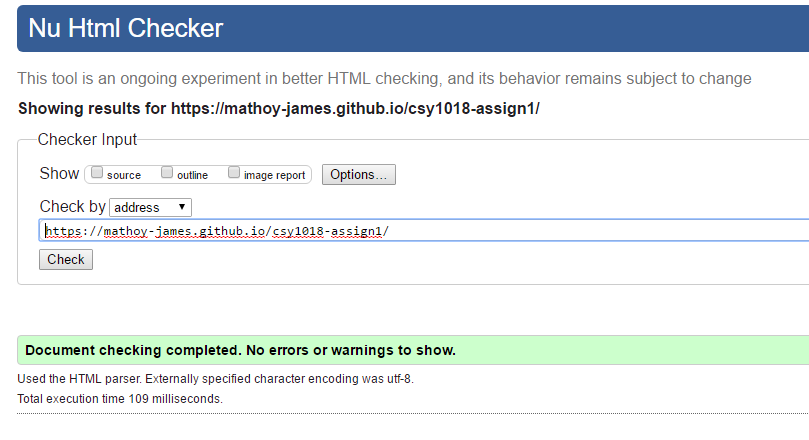 Nu Html Checker
This tool is an ongoing experiment in better HTML checking, and its behavior remains subject to change
Showing results for https://mathoy-james.github.io/csy1018-assign1/
Checker Input
Show source outline image report Options...
Check by address
https://mathoy-james.github.io/csy1018-assign1/
Check
Document checking completed. No errors or warnings to show.
Used the HTML parser. Externally specified character encoding was utf-8.
Total execution time 109 milliseconds.